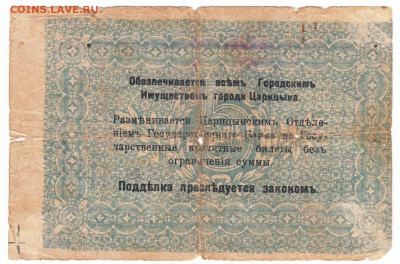 COINS.LAVE.RU
Обезпечивается всѣмъ Городскимъ
Имуществомъ города Царицына.
Размѣнивается Царицынскимъ Отдѣле-
ніемъ Государственнаго Банка на Госу-
дарственные кредитные билеты безъ
ограниченія суммы
Поддѣлка преслѣдуется закономъ.